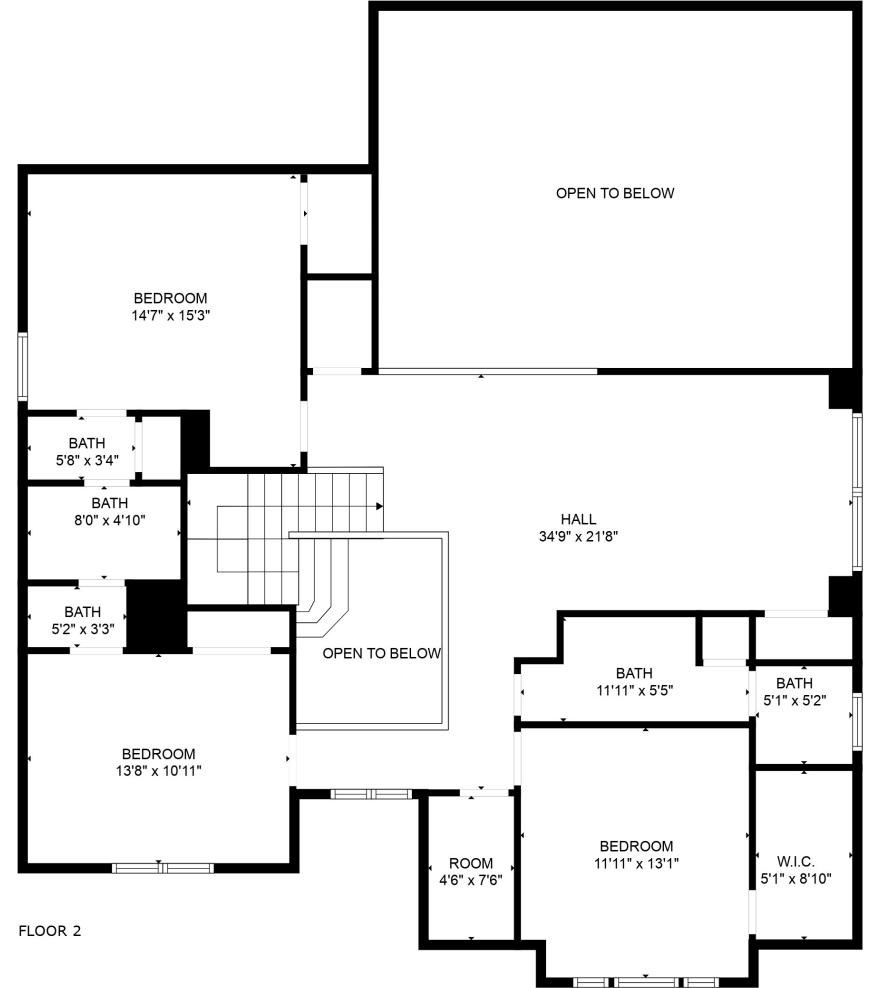 OPEN TO BELOW
BEDROOM
14'7" x 15'3"
BATH
5'8" x 3'4"
BATH
8'0" x 4'10"
HALL
34'9" x 21'8"
BATH
5'2" x 3'3"
OPEN TO BELOW
BATH
11'11" x 5'5"
BATH
5'1" x 5'2"
BEDROOM
13'8" x 10'11"
BEDROOM
11'11" x 13'1"
ROOM
4'6" x 7'6"
W.I.C.
5'1" x 8'10"
FLOOR 2